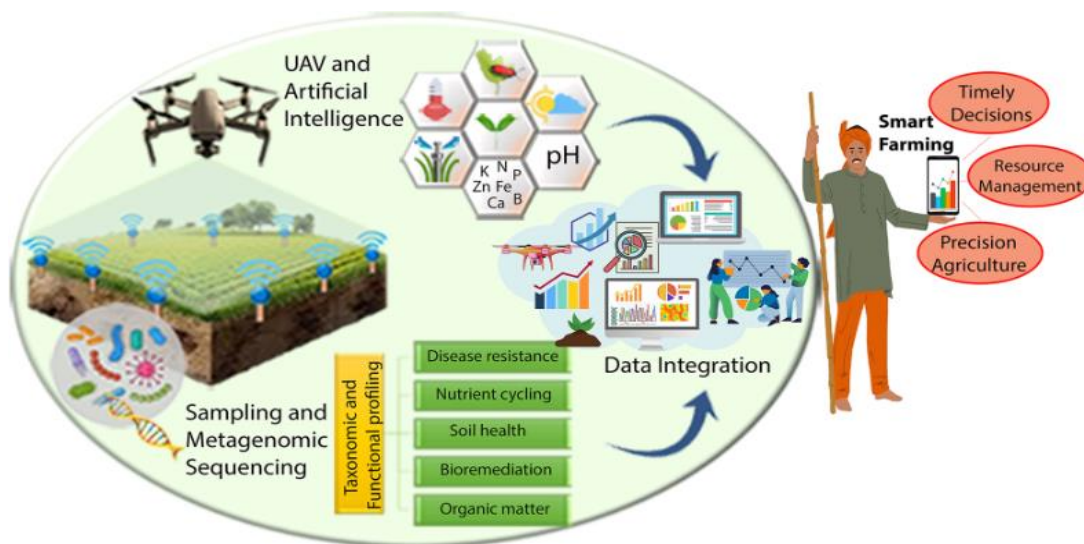 UAV and
Artificial
Intelligence
pH
K N P
Zn Fe B
Ca
Smart
Farming
Timely
Decisions
Resource
Management
Precision
Agriculture
Data Integration
Sampling and
Metagenomic
Sequencing
Taxonomic and
Functional profiling
Disease resistance
Nutrient cycling
Soil health
Bioremediation
Organic matter